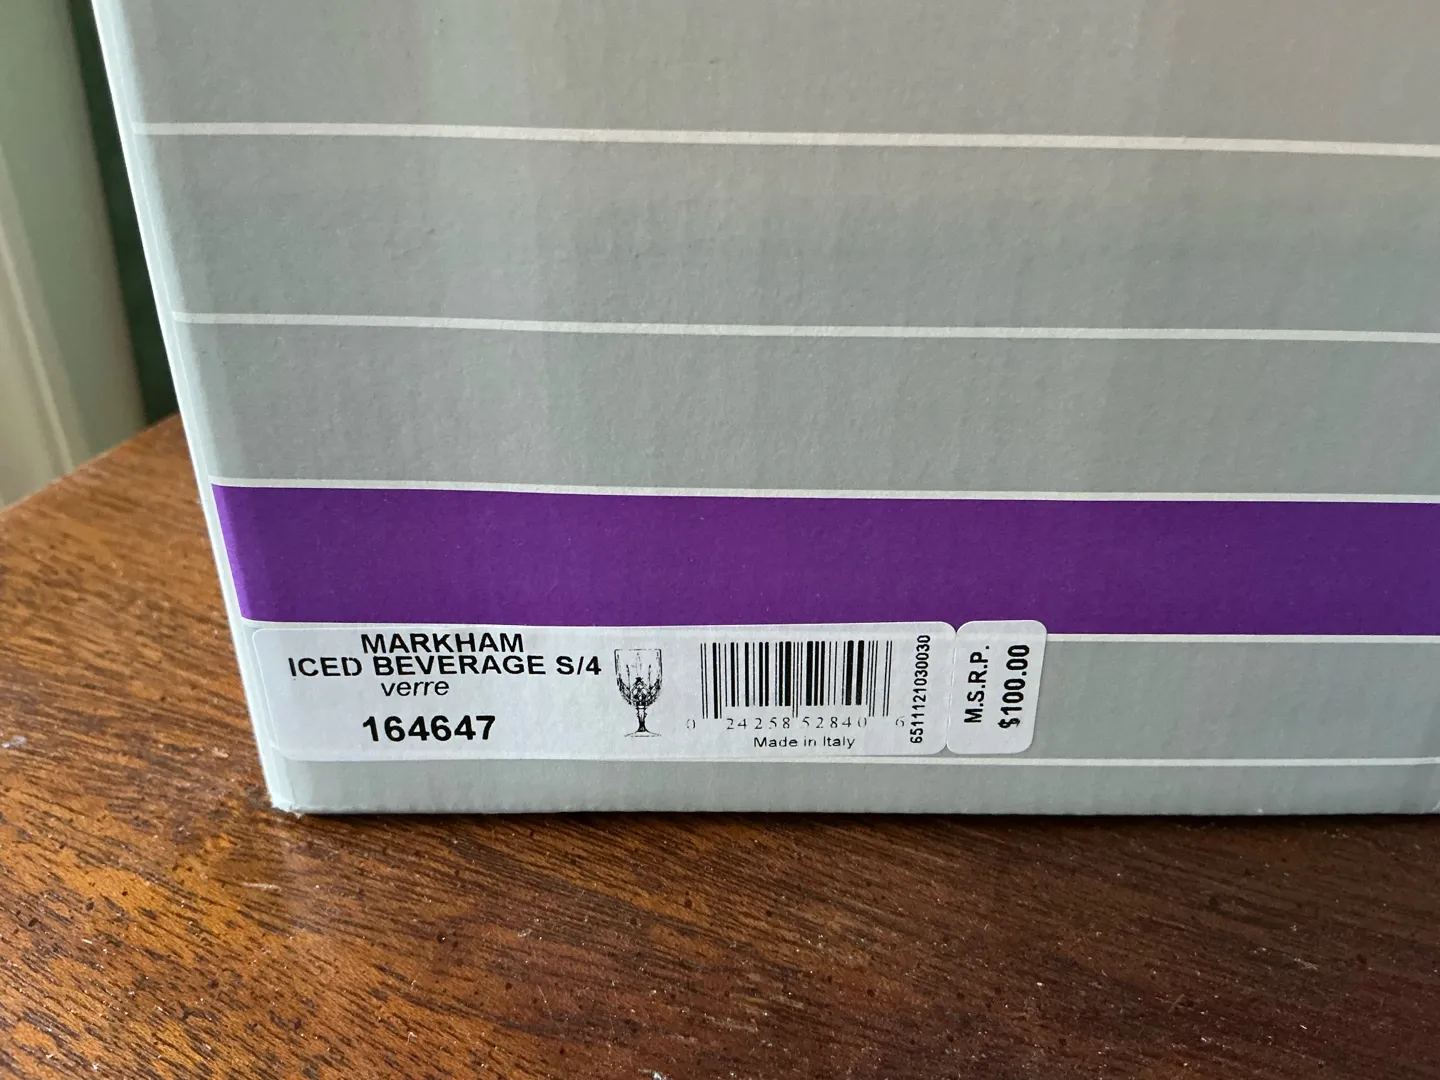 MARKHAM
ICED BEVERAGE S/4
verre
164647
0 24258 52840 6
Made in Italy
6511121030030
M.S.R.P.
$100.00